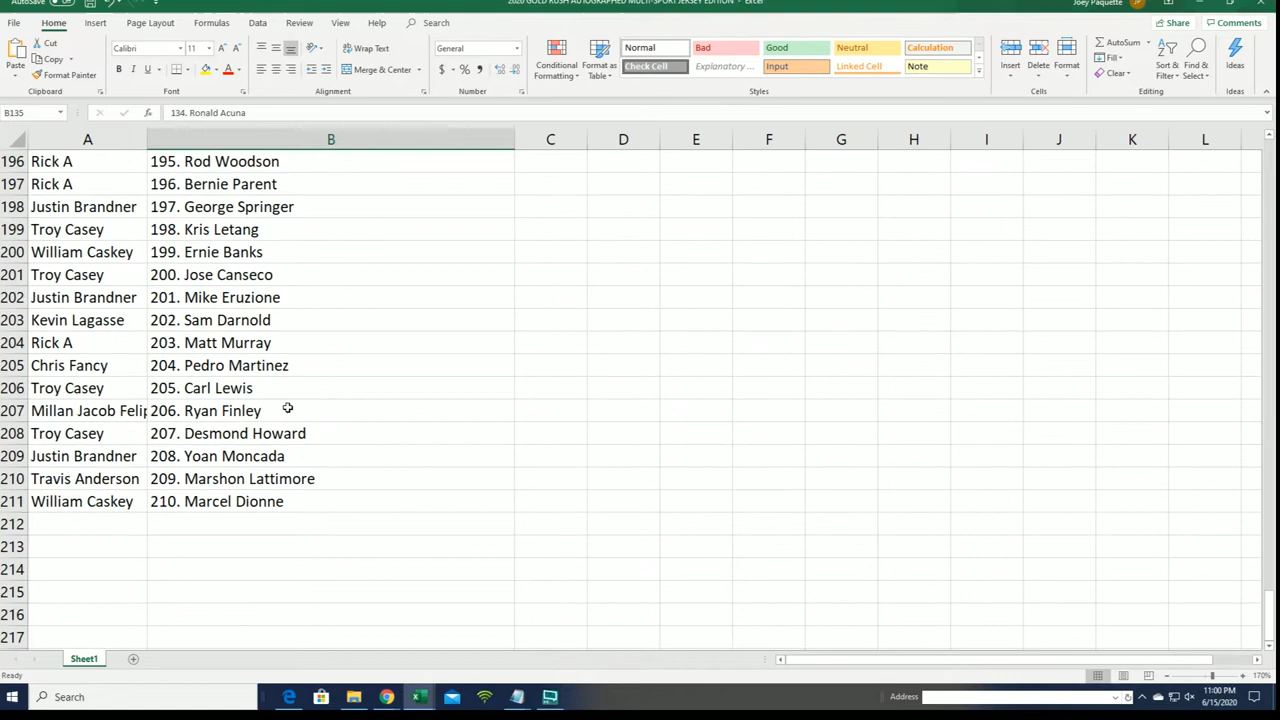 AutoSave
2020 GOLD RUSH AUTOGRAPHED MULTI-SPORT JERSEY EDITION - Excel
Joey Paquette
JP
File Home Insert Page Layout Formulas Data Review View Help Search
Share Comments
Paste Cut Copy Format Painter
Clipboard
Calibri 11
B I U
Font
Wrap Text
Merge & Center
Alignment
General
$ % 9
Number
Conditional Formatting Format as Table
Normal Bad Good Neutral Calculation
Check Cell Explanatory ... Input Linked Cell Note
Styles
Insert Delete Format
Cells
AutoSum Fill Clear
Sort & Filter Find & Select
Editing
Ideas
Ideas
B135 fx 134. Ronald Acuna
A B C D E F G H I J K L
196 Rick A 195. Rod Woodson
197 Rick A 196. Bernie Parent
198 Justin Brandner 197. George Springer
199 Troy Casey 198. Kris Letang
200 William Caskey 199. Ernie Banks
201 Troy Casey 200. Jose Canseco
202 Justin Brandner 201. Mike Eruzione
203 Kevin Lagasse 202. Sam Darnold
204 Rick A 203. Matt Murray
205 Chris Fancy 204. Pedro Martinez
206 Troy Casey 205. Carl Lewis
207 Millan Jacob Felip 206. Ryan Finley
208 Troy Casey 207. Desmond Howard
209 Justin Brandner 208. Yoan Moncada
210 Travis Anderson 209. Marshon Lattimore
211 William Caskey 210. Marcel Dionne
212
213
214
215
216
217
Sheet1
Ready
170%
Search
Address
11:00 PM
6/15/2020